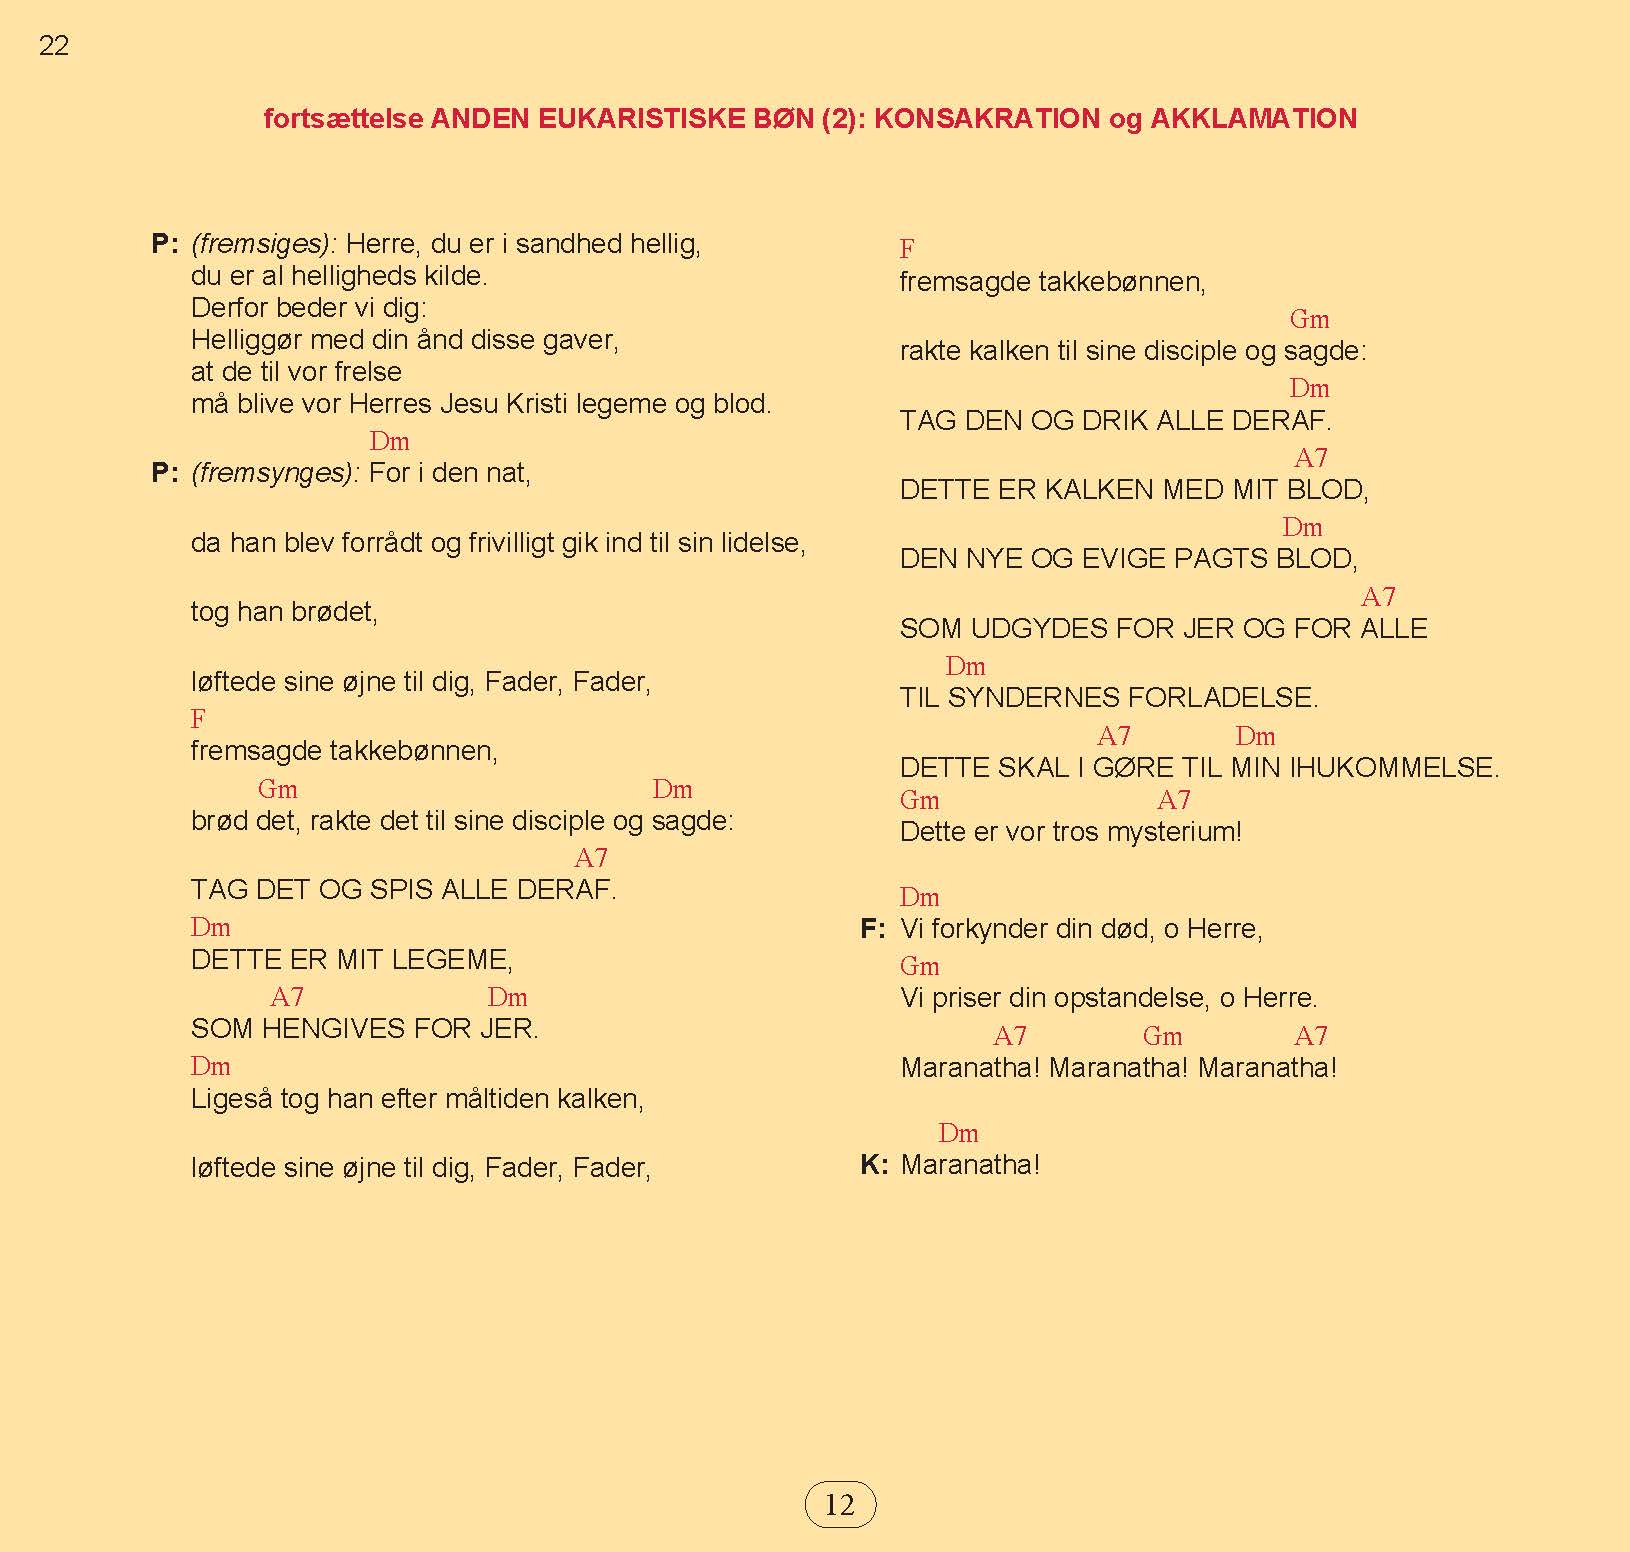 22
fortsættelse ANDEN EUKARISTISKE BØN (2): KONSAKRATION og AKKLAMATION
P: (fremsiges): Herre, du er i sandhed hellig,
du er al helligheds kilde.
Derfor beder vi dig:
Helliggør med din ånd disse gaver,
at de til vor frelse
må blive vor Herres Jesu Kristi legeme og blod.
Dm
P: (fremsynges): For i den nat,
da han blev forrådt og frivilligt gik ind til sin lidelse,
tog han brødet,
løftede sine øjne til dig, Fader, Fader,
F
fremsagde takkebønnen,
Gm Dm
brød det, rakte det til sine disciple og sagde:
A7
TAG DET OG SPIS ALLE DERAF.
Dm
DETTE ER MIT LEGEME,
A7 Dm
SOM HENGIVES FOR JER.
Dm
Ligeså tog han efter måltiden kalken,
løftede sine øjne til dig, Fader, Fader,
F
fremsagde takkebønnen,
Gm
rakte kalken til sine disciple og sagde:
Dm
TAG DEN OG DRIK ALLE DERAF.
A7
DETTE ER KALKEN MED MIT BLOD,
Dm
DEN NYE OG EVIGE PAGTS BLOD,
A7
SOM UDGYDES FOR JER OG FOR ALLE
Dm
TIL SYNDERNES FORLADELSE.
A7 Dm
DETTE SKAL I GØRE TIL MIN IHUKOMMELSE.
Gm A7
Dette er vor tros mysterium!
Dm
F: Vi forkynder din død, o Herre,
Gm
Vi priser din opstandelse, o Herre.
A7 Gm A7
Maranatha! Maranatha! Maranatha!
Dm
K: Maranatha!
12